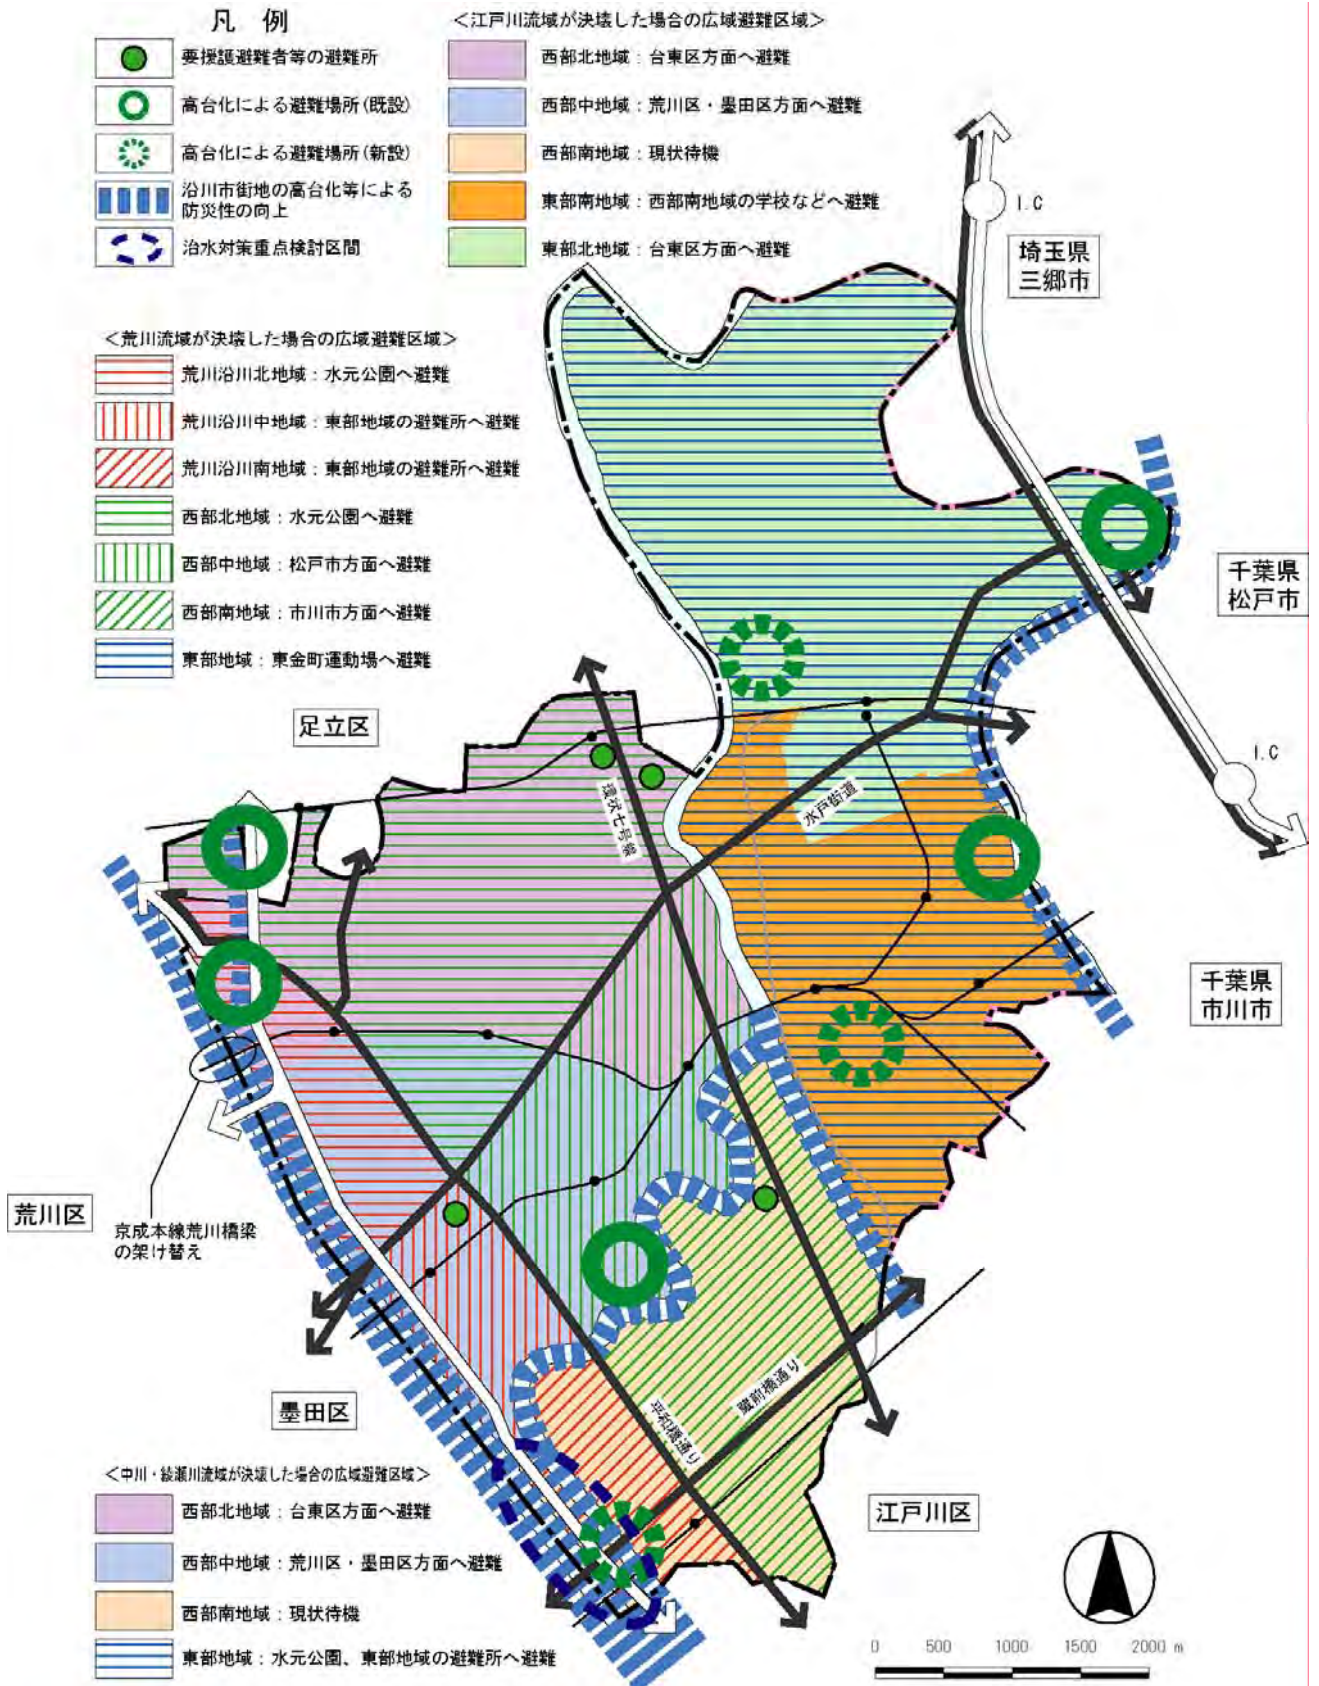 凡 例
要援護避難者等の避難所
高台化による避難場所(既設)
高台化による避難場所(新設)
沿川市街地の高台化等による
防災性の向上
治水対策重点検討区間
＜江戸川流域が決壊した場合の広域避難区域＞
西部北地域：台東区方面へ避難
西部中地域：荒川区・墨田区方面へ避難
西部南地域：現状待機
東部南地域：西部南地域の学校などへ避難
東部北地域：台東区方面へ避難
＜荒川流域が決壊した場合の広域避難区域＞
荒川沿川北地域：水元公園へ避難
荒川沿川中地域：東部地域の避難所へ避難
荒川沿川南地域：東部地域の避難所へ避難
西部北地域：水元公園へ避難
西部中地域：松戸市方面へ避難
西部南地域：市川市方面へ避難
東部地域：東金町運動場へ避難
I.C
埼玉県
三郷市
千葉県
松戸市
足立区
I.C
環状七号線
水戸街道
千葉県
市川市
荒川区
京成本線荒川橋梁
の架け替え
墨田区
蔵前橋通り
平和橋通り
江戸川区
＜中川・綾瀬川流域が決壊した場合の広域避難区域＞
西部北地域：台東区方面へ避難
西部中地域：荒川区・墨田区方面へ避難
西部南地域：現状待機
東部地域：水元公園、東部地域の避難所へ避難
0 500 1000 1500 2000 m